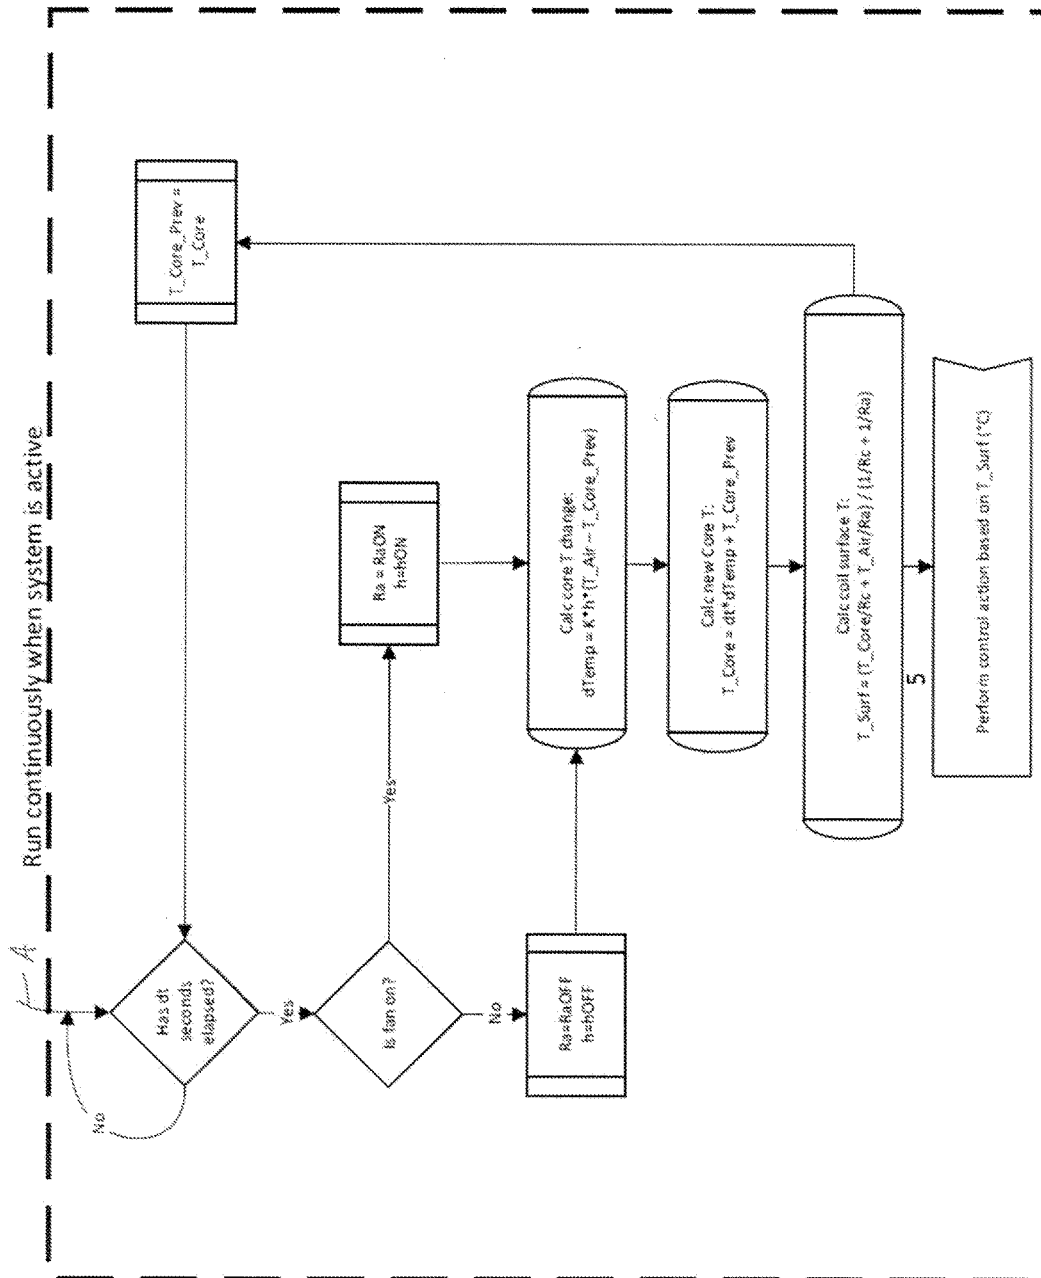 Run continuously when system is active
A
Has dt
seconds
elapsed?
No
Yes
Is fan on?
Yes
No
Ra = RaON
h=hON
Ra=RaOFF
h=hOFF
Calc core T change:
dTemp = K*h*(T_Air – T_Core_Prev)
Calc new Core T:
T_Core = dt*dTemp + T_Core_Prev
Calc coil surface T:
T_Surf = (T_Core/Rc + T_Air/Ra) / (1/Rc + 1/Ra)
5
Perform control action based on T_Surf (°C)
T_Core_Prev =
T_Core